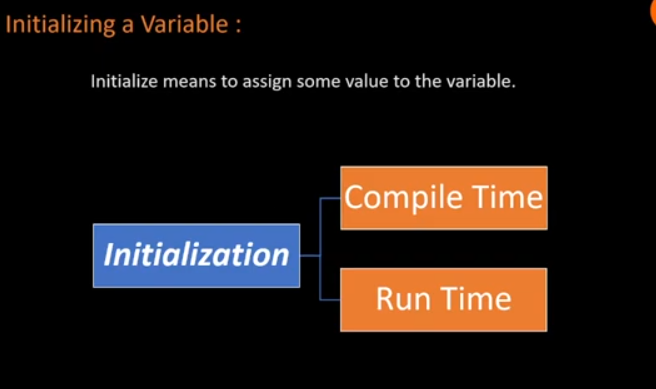 Initializing a Variable :
Initialize means to assign some value to the variable.
Compile Time
Initialization
Run Time